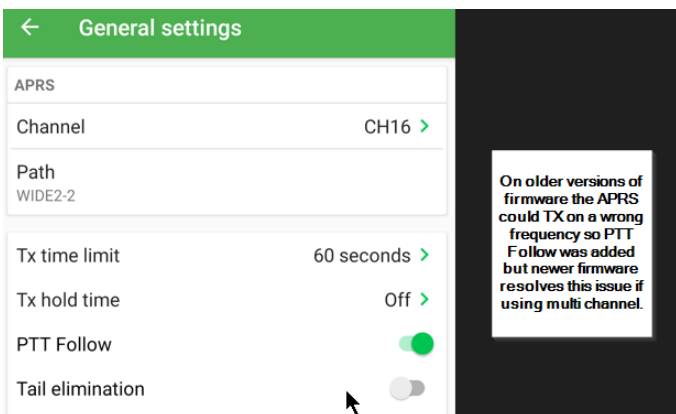 General settings
APRS
Channel CH16
Path
WIDE2-2
Tx time limit 60 seconds
Tx hold time Off
PTT Follow
Tail elimination
On older versions of
firmware the APRS
could TX on a wrong
frequency so PTT
Follow was added
but newer firmware
resolves this issue if
using multi channel.